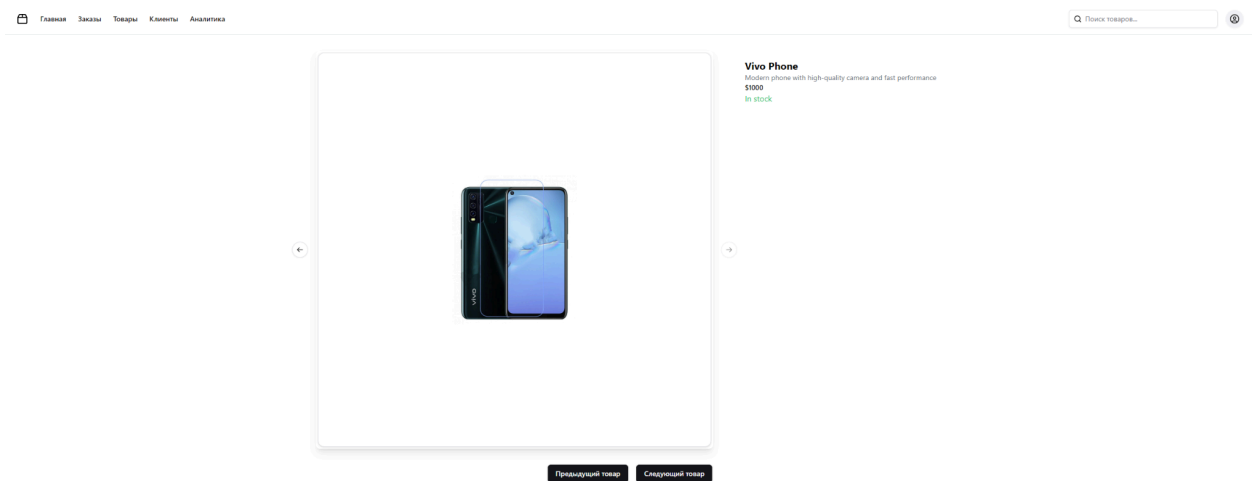 Главная Заказы Товары Клиенты Аналитика
Поиск товаров...
Vivo Phone
Modern phone with high-quality camera and fast performance
$1000
In stock
vivo
Предыдущий товар Следующий товар